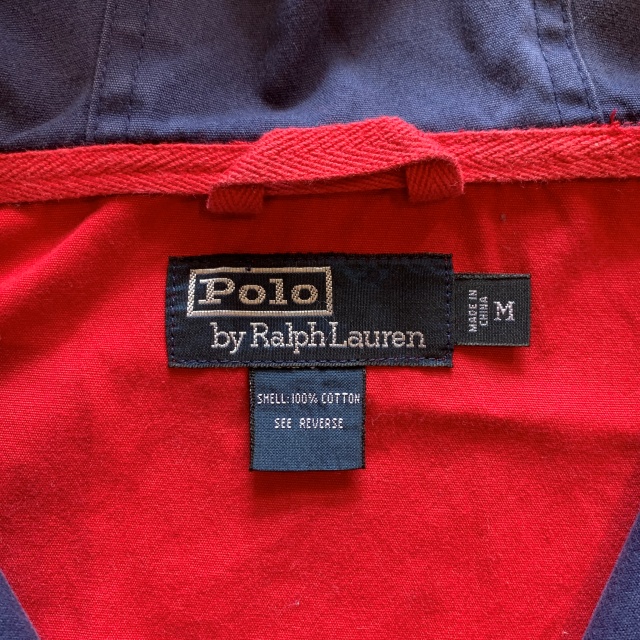 Polo
by Ralph Lauren
MADE IN
CHINA
M
SHELL: 100% COTTON
SEE REVERSE